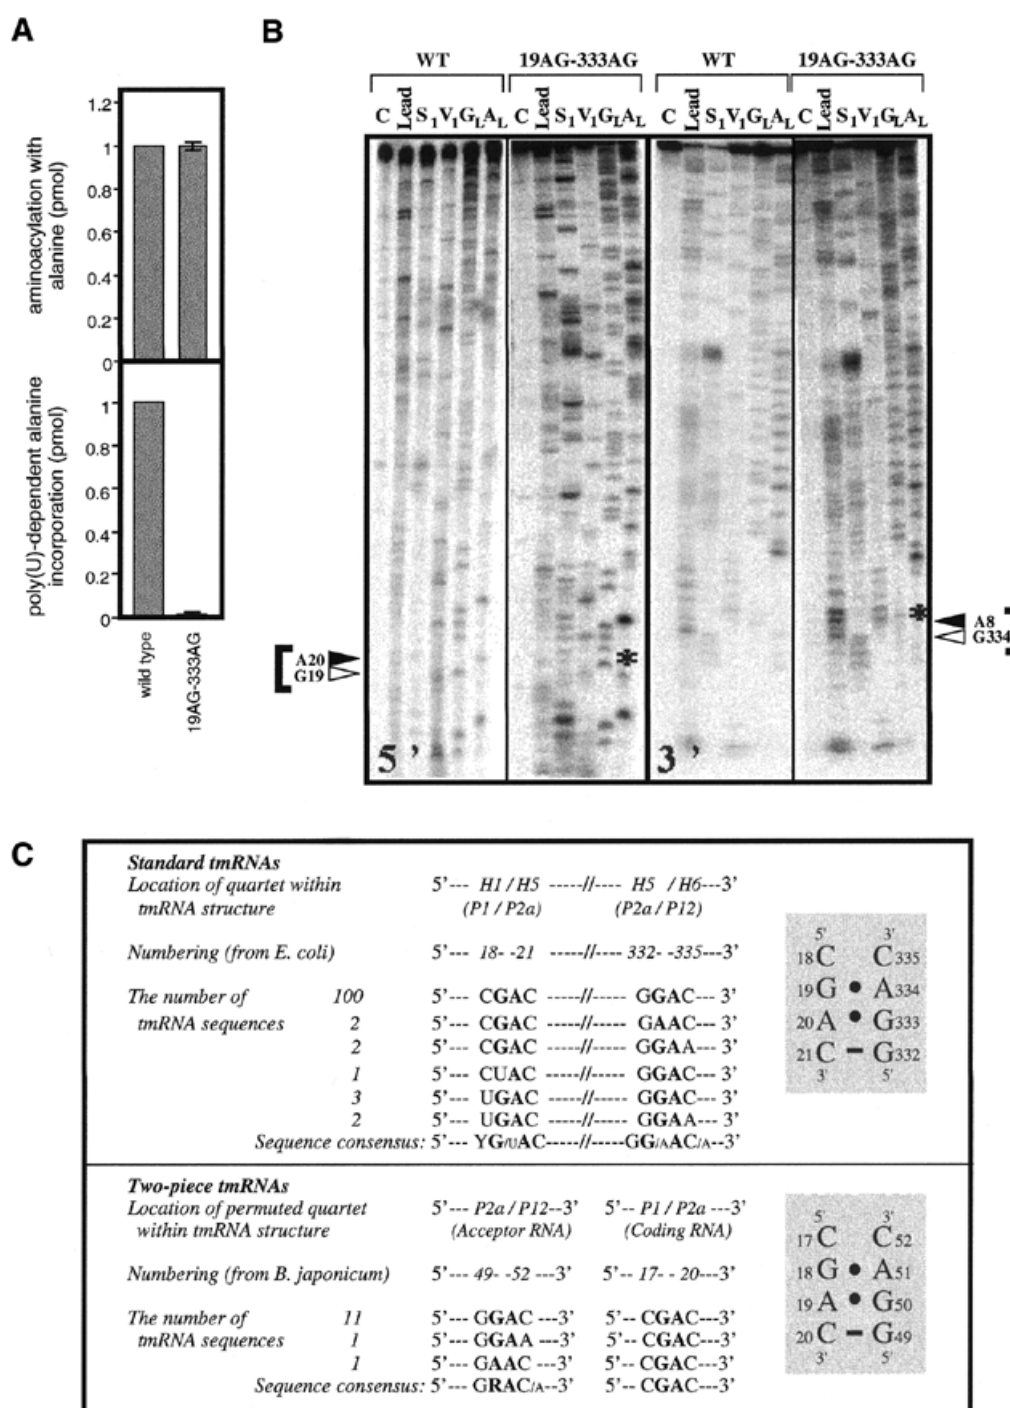 A
1.2
1
0.8
0.6
0.4
0.2
0
aminoacylation with
alanine (pmol)
1
0.8
0.6
0.4
0.2
0
poly(U)-dependent alanine
incorporation (pmol)
wild type
19AG-333AG
B
WT 19AG-333AG WT 19AG-333AG
C Lead S1 V1 GL AL C Lead S1 V1 GL AL C Lead S1 V1 GL AL C Lead S1 V1 GL AL
A20
G19
*
*
A8
G334
5’
3’
C
Standard tmRNAs
Location of quartet within 5’--- H1 / H5 -----//---- H5 / H6---3’
tmRNA structure (P1 / P2a) (P2a / P12)
Numbering (from E. coli) 5’--- 18- -21 -----//---- 332- -335---3’
The number of 100 5’--- CGAC -----//---- GGAC--- 3’
tmRNA sequences 2 5’--- CGAC -----//----- GAAC--- 3’
2 5’--- CGAC -----//----- GGAA--- 3’
1 5’--- CUAC -----//----- GGAC--- 3’
3 5’--- UGAC -----//----- GGAC--- 3’
2 5’--- UGAC -----//----- GGAA--- 3’
Sequence consensus: 5’--- YG/UAC-----//-----GG/AAC/A--3’
5’ 3’
18C C335
19G • A334
20A • G333
21C - G332
3’ 5’
Two-piece tmRNAs
Location of permuted quartet 5’--- P2a / P12--3’ 5’-- P1 / P2a ---3’
within tmRNA structure (Acceptor RNA) (Coding RNA)
Numbering (from B. japonicum) 5’--- 49- -52 ---3’ 5’-- 17- - 20---3’
The number of 11 5’--- GGAC ---3’ 5’-- CGAC---3’
tmRNA sequences 1 5’--- GGAA ---3’ 5’-- CGAC---3’
1 5’--- GAAC ---3’ 5’-- CGAC---3’
Sequence consensus: 5’--- GRAC/A--3’ 5’-- CGAC---3’
5’ 3’
17C C52
18G • A51
19A • G50
20C - G49
3’ 5’